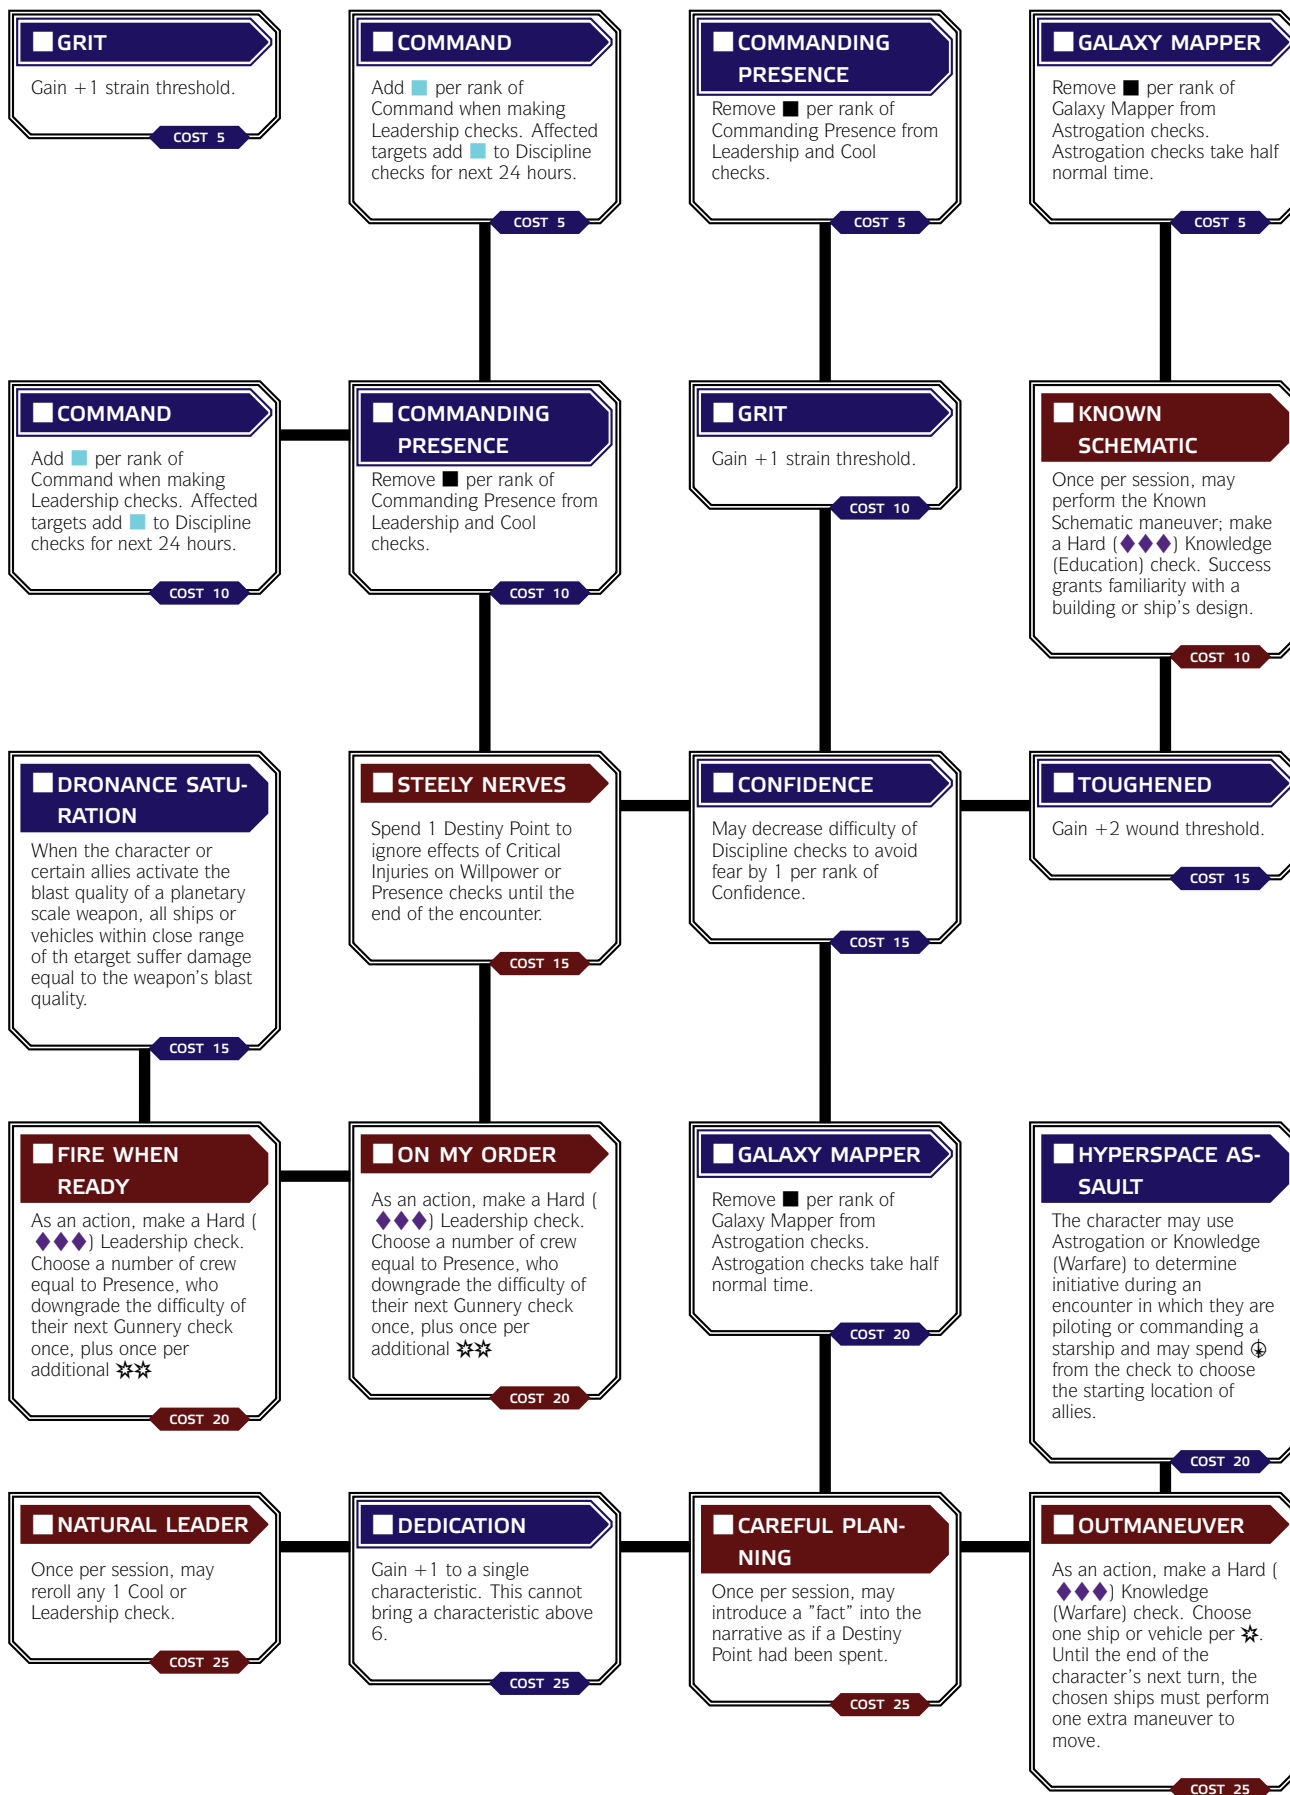 GRIT
Gain +1 strain threshold.
COST 5
COMMAND
Add per rank of
Command when making
Leadership checks. Affected
targets add to Discipline
checks for next 24 hours.
COST 5
COMMANDING
PRESENCE
Remove per rank of
Commanding Presence from
Leadership and Cool
checks.
COST 5
GALAXY MAPPER
Remove per rank of
Galaxy Mapper from
Astrogation checks.
Astrogation checks take half
normal time.
COST 5
COMMAND
Add per rank of
Command when making
Leadership checks. Affected
targets add to Discipline
checks for next 24 hours.
COST 10
COMMANDING
PRESENCE
Remove per rank of
Commanding Presence from
Leadership and Cool
checks.
COST 10
GRIT
Gain +1 strain threshold.
COST 10
KNOWN
SCHEMATIC
Once per session, may
perform the Known
Schematic maneuver; make
a Hard (♦♦♦) Knowledge
(Education) check. Success
grants familiarity with a
building or ship's design.
COST 10
DRONANCE SATU-
RATION
When the character or
certain allies activate the
blast quality of a planetary
scale weapon, all ships or
vehicles within close range
of th etarget suffer damage
equal to the weapon's blast
quality.
COST 15
STEELY NERVES
Spend 1 Destiny Point to
ignore effects of Critical
Injuries on Willpower or
Presence checks until the
end of the encounter.
COST 15
CONFIDENCE
May decrease difficulty of
Discipline checks to avoid
fear by 1 per rank of
Confidence.
COST 15
TOUGHENED
Gain +2 wound threshold.
COST 15
FIRE WHEN
READY
As an action, make a Hard (
♦♦♦) Leadership check.
Choose a number of crew
equal to Presence, who
downgrade the difficulty of
their next Gunnery check
once, plus once per
additional
COST 20
ON MY ORDER
As an action, make a Hard (
♦♦♦) Leadership check.
Choose a number of crew
equal to Presence, who
downgrade the difficulty of
their next Gunnery check
once, plus once per
additional
COST 20
GALAXY MAPPER
Remove per rank of
Galaxy Mapper from
Astrogation checks.
Astrogation checks take half
normal time.
COST 20
HYPERSPACE AS-
SAULT
The character may use
Astrogation or Knowledge
(Warfare) to determine
initiative during an
encounter in which they are
piloting or commanding a
starship and may spend
from the check to choose
the starting location of
allies.
COST 20
NATURAL LEADER
Once per session, may
reroll any 1 Cool or
Leadership check.
COST 25
DEDICATION
Gain +1 to a single
characteristic. This cannot
bring a characteristic above
6.
COST 25
CAREFUL PLAN-
NING
Once per session, may
introduce a "fact" into the
narrative as if a Destiny
Point had been spent.
COST 25
OUTMANEUVER
As an action, make a Hard (
♦♦♦) Knowledge
(Warfare) check. Choose
one ship or vehicle per .
Until the end of the
character's next turn, the
chosen ships must perform
one extra maneuver to
move.
COST 25